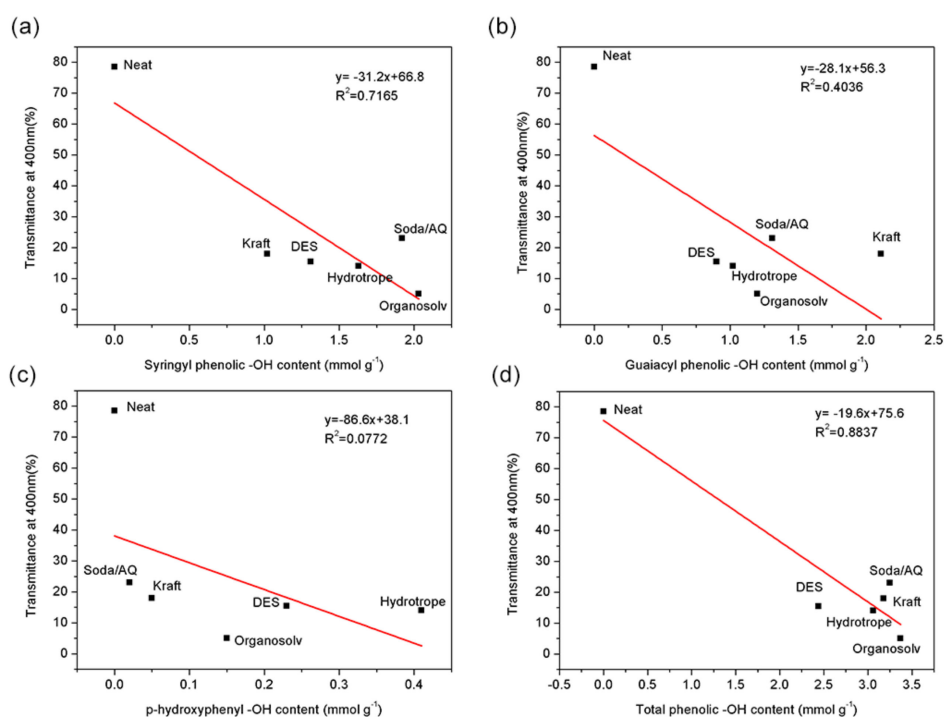 (a)
Transmittance at 400nm(%)
80
70
60
50
40
30
20
10
0
Neat
y= -31.2x+66.8
R²=0.7165
Kraft
DES
Soda/AQ
Hydrotrope
Organosolv
0.0 0.5 1.0 1.5 2.0
Syringyl phenolic -OH content (mmol g⁻¹)
(b)
Transmittance at 400nm(%)
80
70
60
50
40
30
20
10
0
Neat
y=-28.1x+56.3
R²=0.4036
Soda/AQ
Kraft
DES
Hydrotrope
Organosolv
0.0 0.5 1.0 1.5 2.0 2.5
Guaiacyl phenolic -OH content (mmol g⁻¹)
(c)
Transmittance at 400nm(%)
80
70
60
50
40
30
20
10
0
Neat
y=-86.6x+38.1
R²=0.0772
Soda/AQ
Kraft
DES
Hydrotrope
Organosolv
0.0 0.1 0.2 0.3 0.4
p-hydroxyphenyl -OH content (mmol g⁻¹)
(d)
Transmittance at 400nm(%)
80
70
60
50
40
30
20
10
0
Neat
y= -19.6x+75.6
R²=0.8837
Soda/AQ
DES
Kraft
Hydrotrope
Organosolv
-0.5 0.0 0.5 1.0 1.5 2.0 2.5 3.0 3.5
Total phenolic -OH content (mmol g⁻¹)